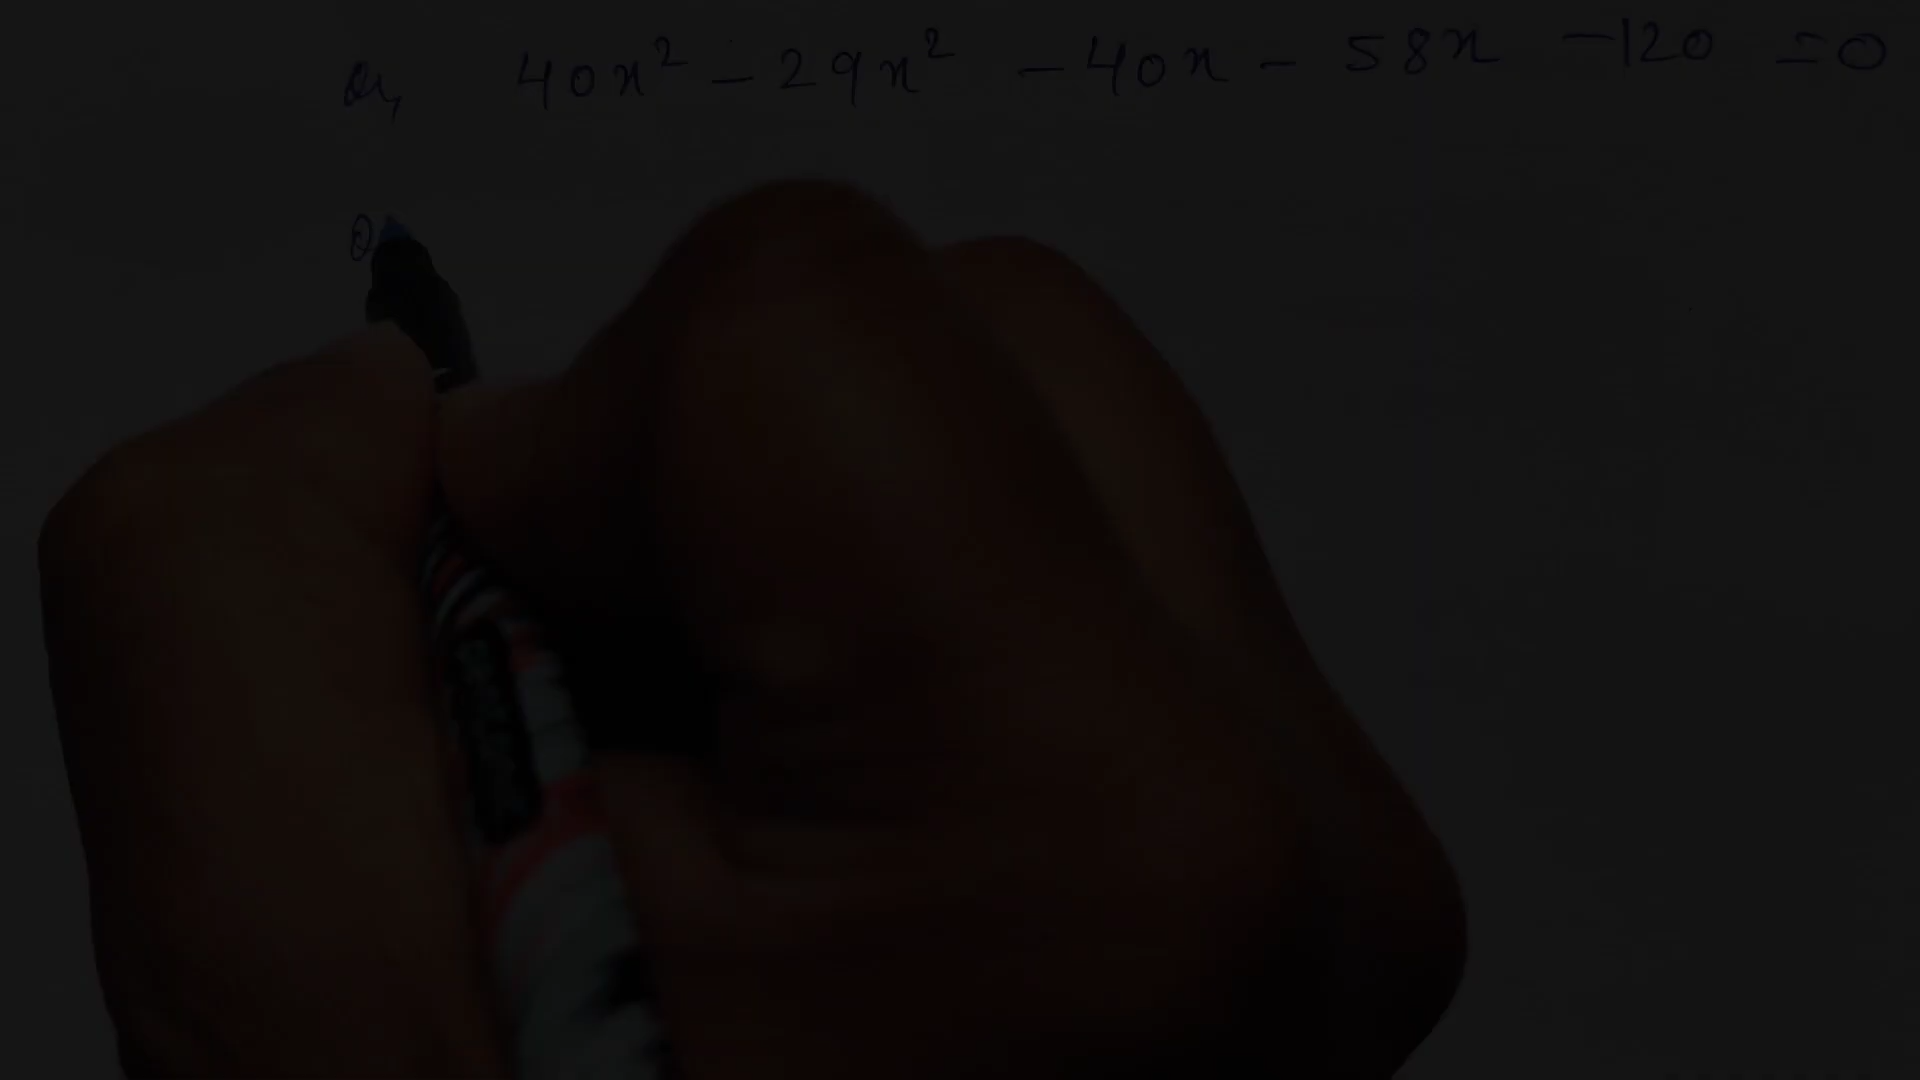 Or, 40x² - 29x² - 40x - 58x - 120 = 0
O